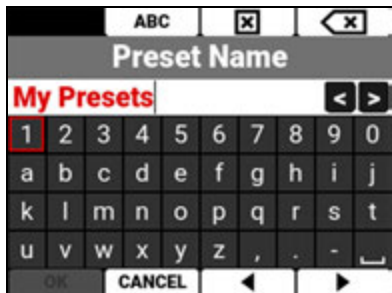 ABC
Preset Name
My Presets
1 2 3 4 5 6 7 8 9 0
a b c d e f g h i j
k l m n o p q r s t
u v w x y z , . -
OK CANCEL